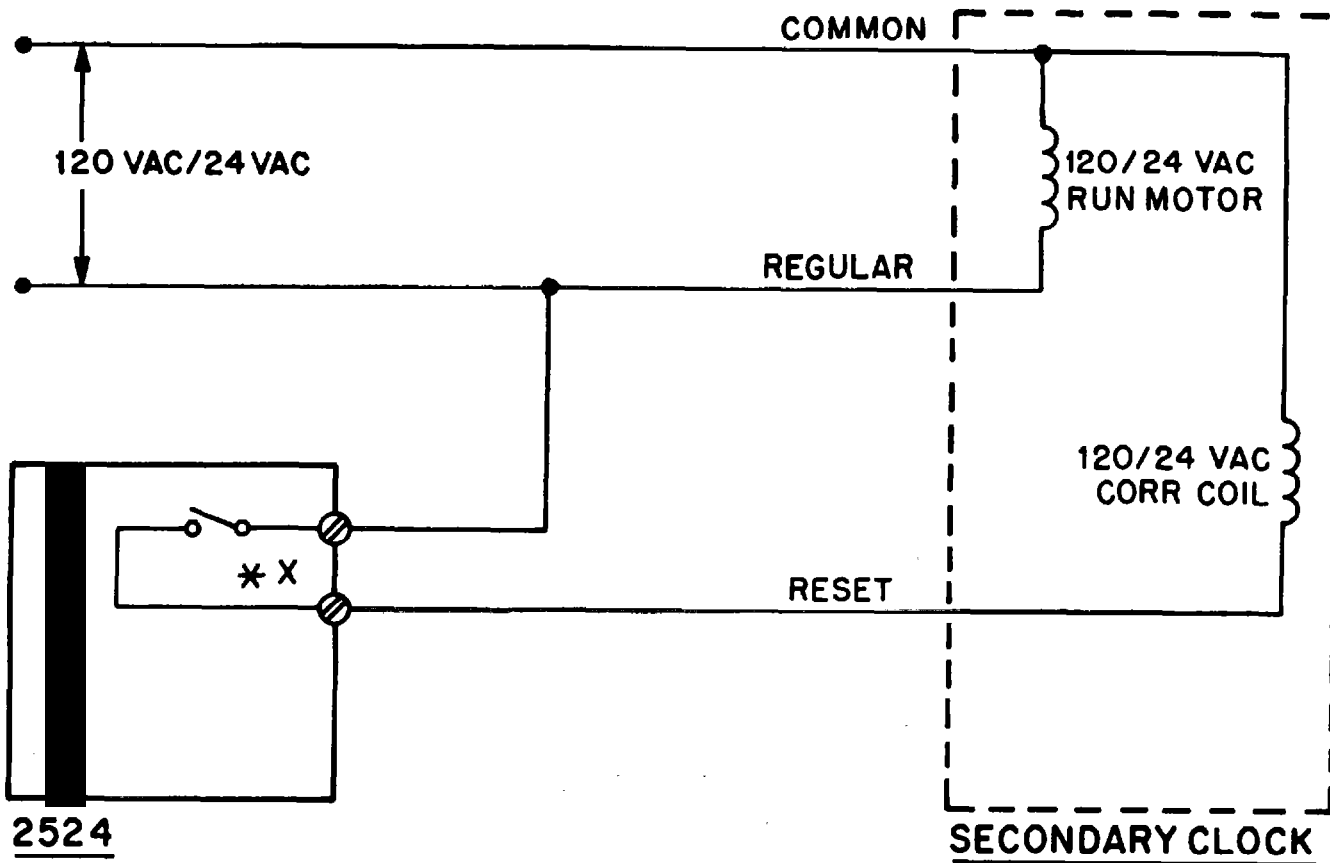 COMMON
120 VAC/24 VAC
120/24 VAC
RUN MOTOR
REGULAR
120/24 VAC
CORR COIL
* X
RESET
2524
SECONDARY CLOCK